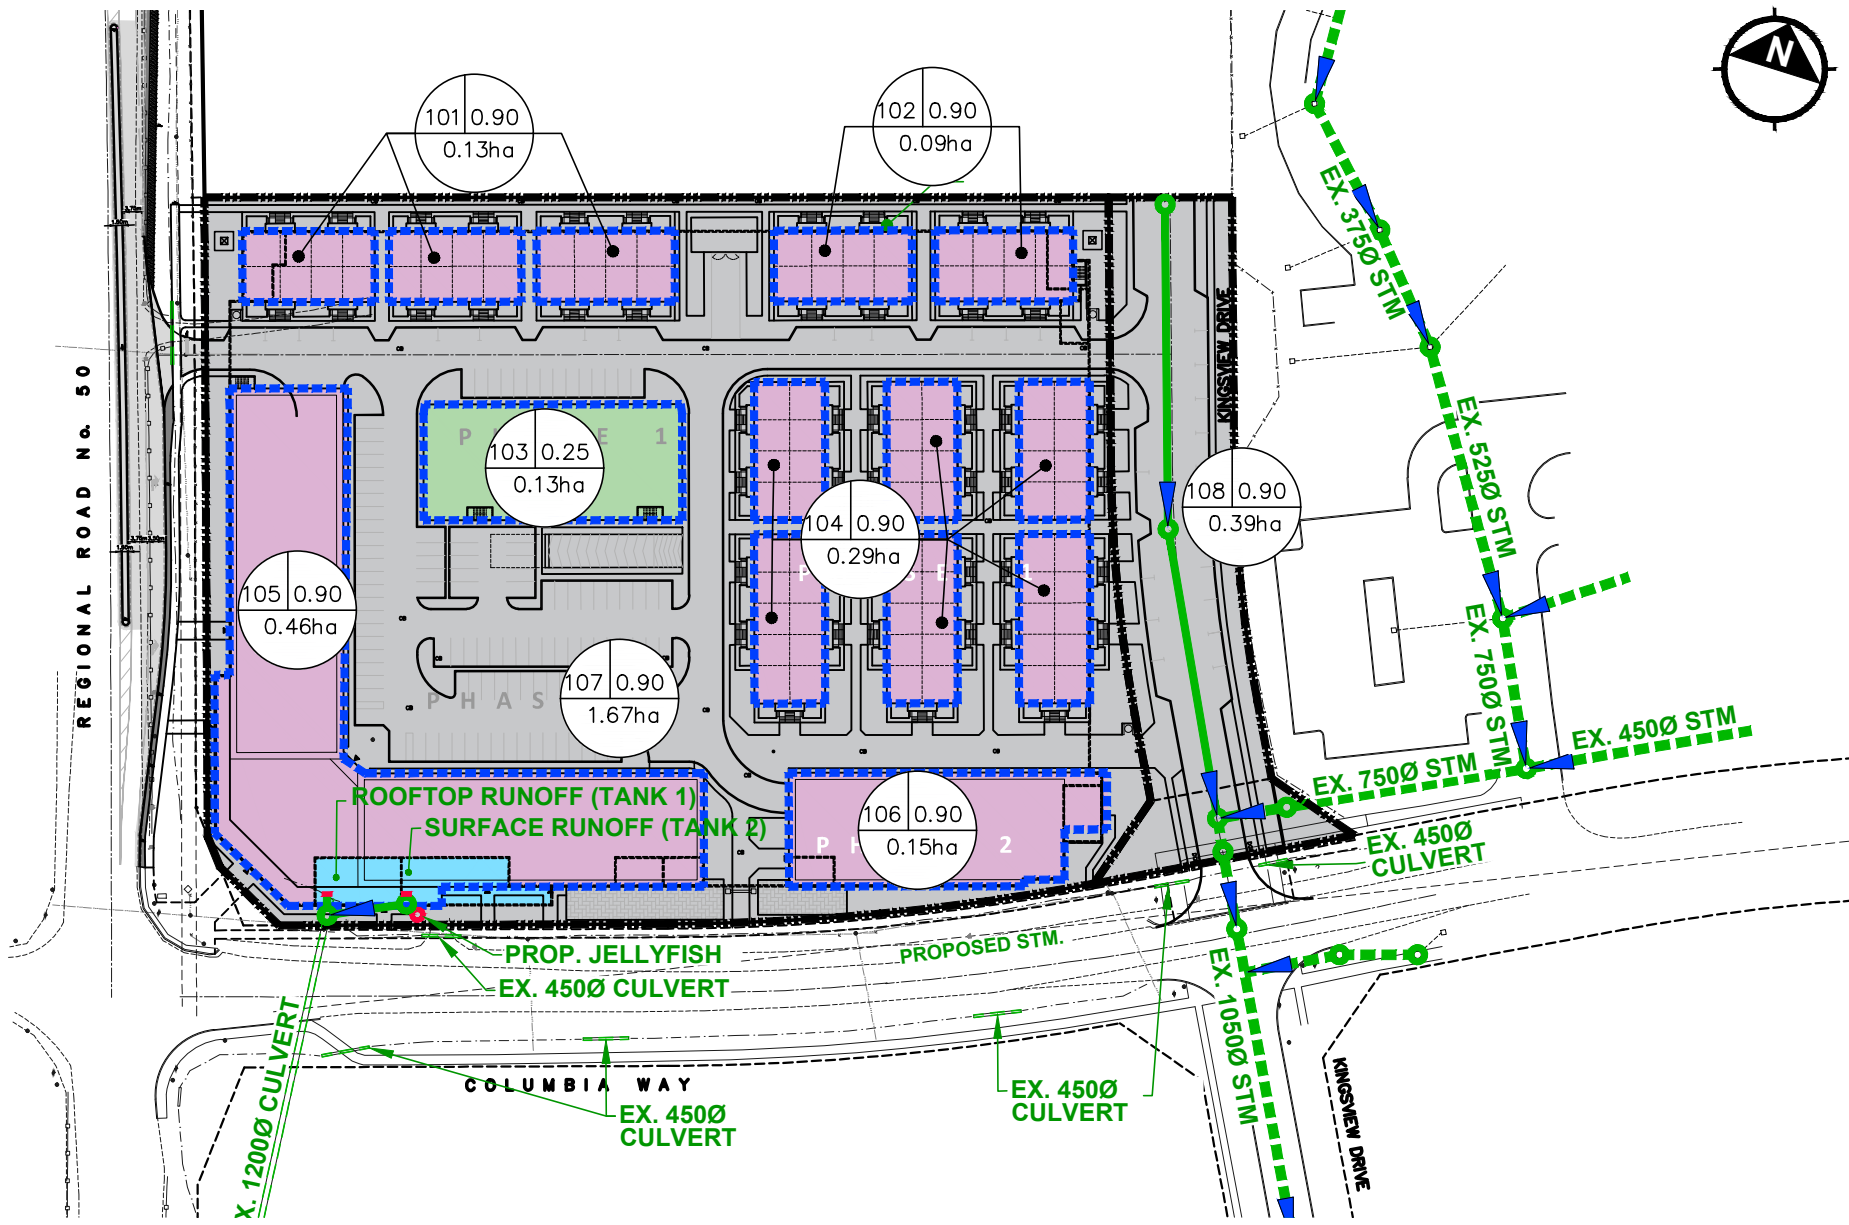 N
101 0.90
0.13ha
102 0.90
0.09ha
EX. 375Ø STM
KINGSVIEW DRIVE
REGIONAL ROAD No. 50
PHASE 1
103 0.25
0.13ha
EX. 525Ø STM
108 0.90
0.39ha
104 0.90
0.29ha
105 0.90
0.46ha
EX. 750Ø STM
107 0.90
1.67ha
PHAS
EX. 450Ø STM
EX. 750Ø STM
ROOFTOP RUNOFF (TANK 1)
SURFACE RUNOFF (TANK 2)
106 0.90
0.15ha
2
EX. 450Ø
CULVERT
PROP. JELLYFISH
PROPOSED STM.
EX. 450Ø CULVERT
EX. 1050Ø STM
X. 1200Ø CULVERT
COLUMBIA WAY
EX. 450Ø
CULVERT
EX. 450Ø
CULVERT
KINGSVIEW DRIVE